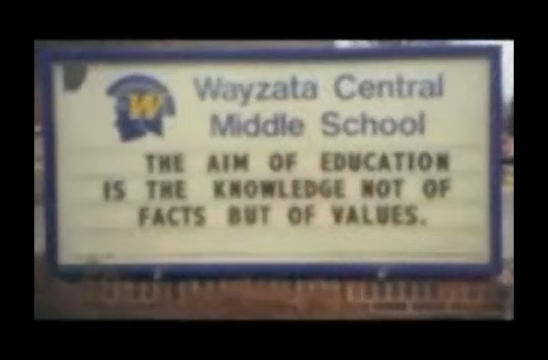 Wayzata Central
W
Middle School
THE AIM OF EDUCATION
IS THE KNOWLEDGE NOT OF
FACTS BUT OF VALUES.